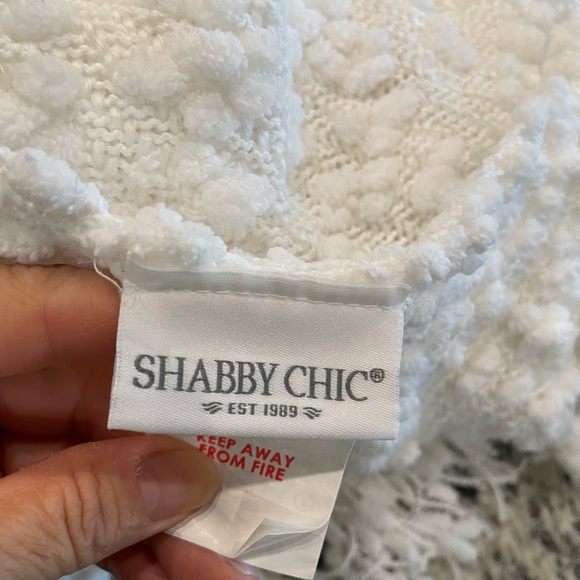 SHABBY CHIC®
EST 1989
KEEP AWAY
FROM FIRE